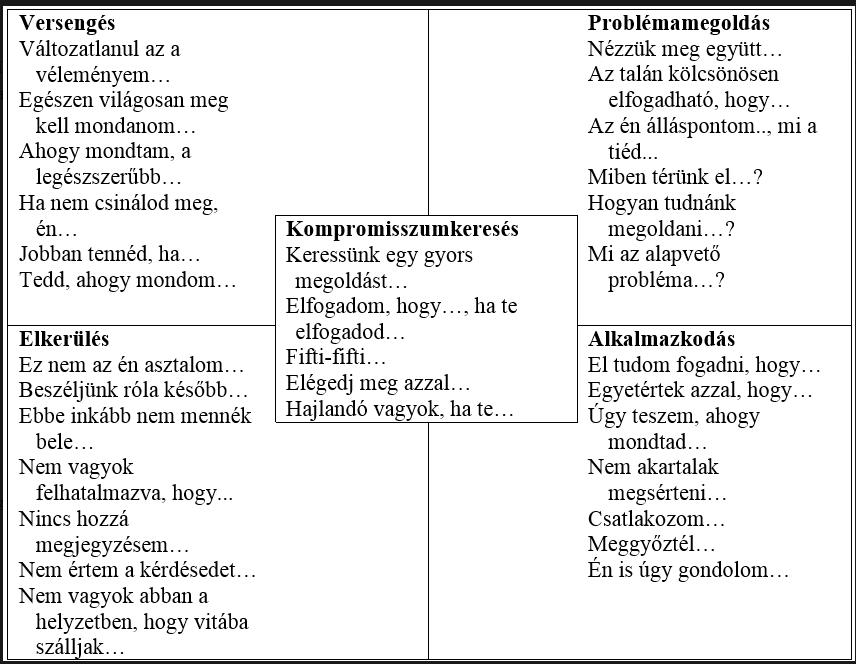 Versengés
Változatlanul az a
véleményem…
Egészen világosan meg
kell mondanom…
Ahogy mondtam, a
legészszerűbb…
Ha nem csinálod meg,
én…
Jobban tennéd, ha…
Tedd, ahogy mondom…
Problémamegoldás
Nézzük meg együtt…
Az talán kölcsönösen
elfogadható, hogy…
Az én álláspontom.., mi a
tiéd...
Miben térünk el…?
Hogyan tudnánk
megoldani…?
Mi az alapvető
probléma…?
Kompromisszumkeresés
Keressünk egy gyors
megoldást…
Elfogadom, hogy…, ha te
elfogadod…
Fifti-fifti…
Elégedj meg azzal…
Hajlandó vagyok, ha te…
Elkerülés
Ez nem az én asztalom…
Beszéljünk róla később…
Ebbe inkább nem mennék
bele…
Nem vagyok
felhatalmazva, hogy...
Nincs hozzá
megjegyzésem…
Nem értem a kérdésedet…
Nem vagyok abban a
helyzetben, hogy vitába
szálljak…
Alkalmazkodás
El tudom fogadni, hogy…
Egyetértek azzal, hogy…
Úgy teszem, ahogy
mondtad…
Nem akartalak
megsérteni…
Csatlakozom…
Meggyőztél…
Én is úgy gondolom…